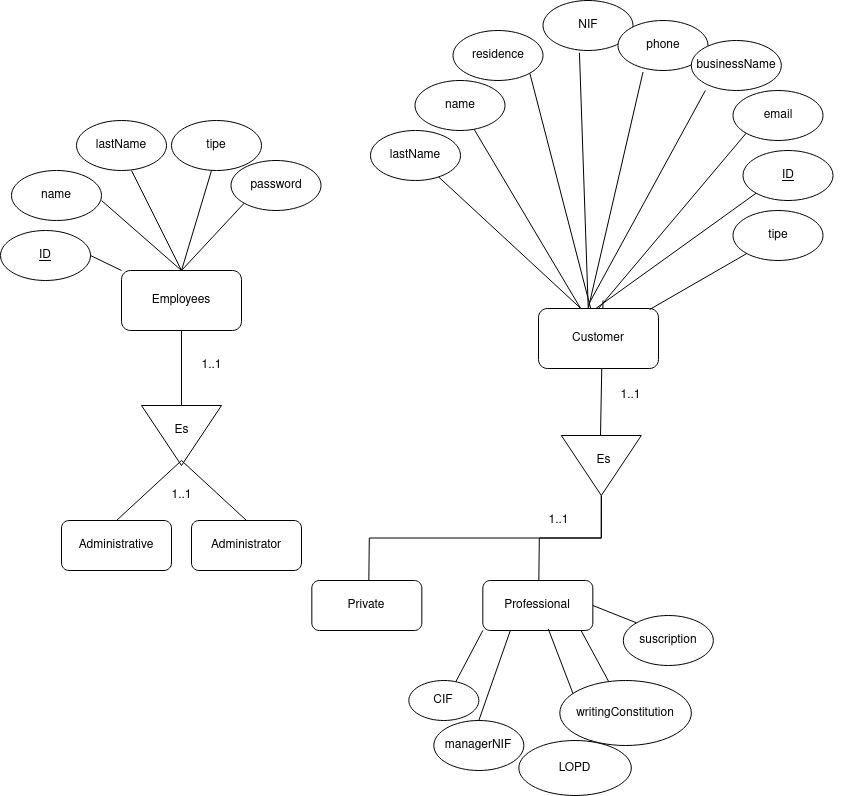 NIF
phone
residence
businessName
name
email
lastName
tipe
lastName
ID
password
name
tipe
ID
Employees
Customer
1..1
1..1
Es
Es
1..1
1..1
Administrative
Administrator
Private
Professional
suscription
CIF
writingConstitution
managerNIF
LOPD